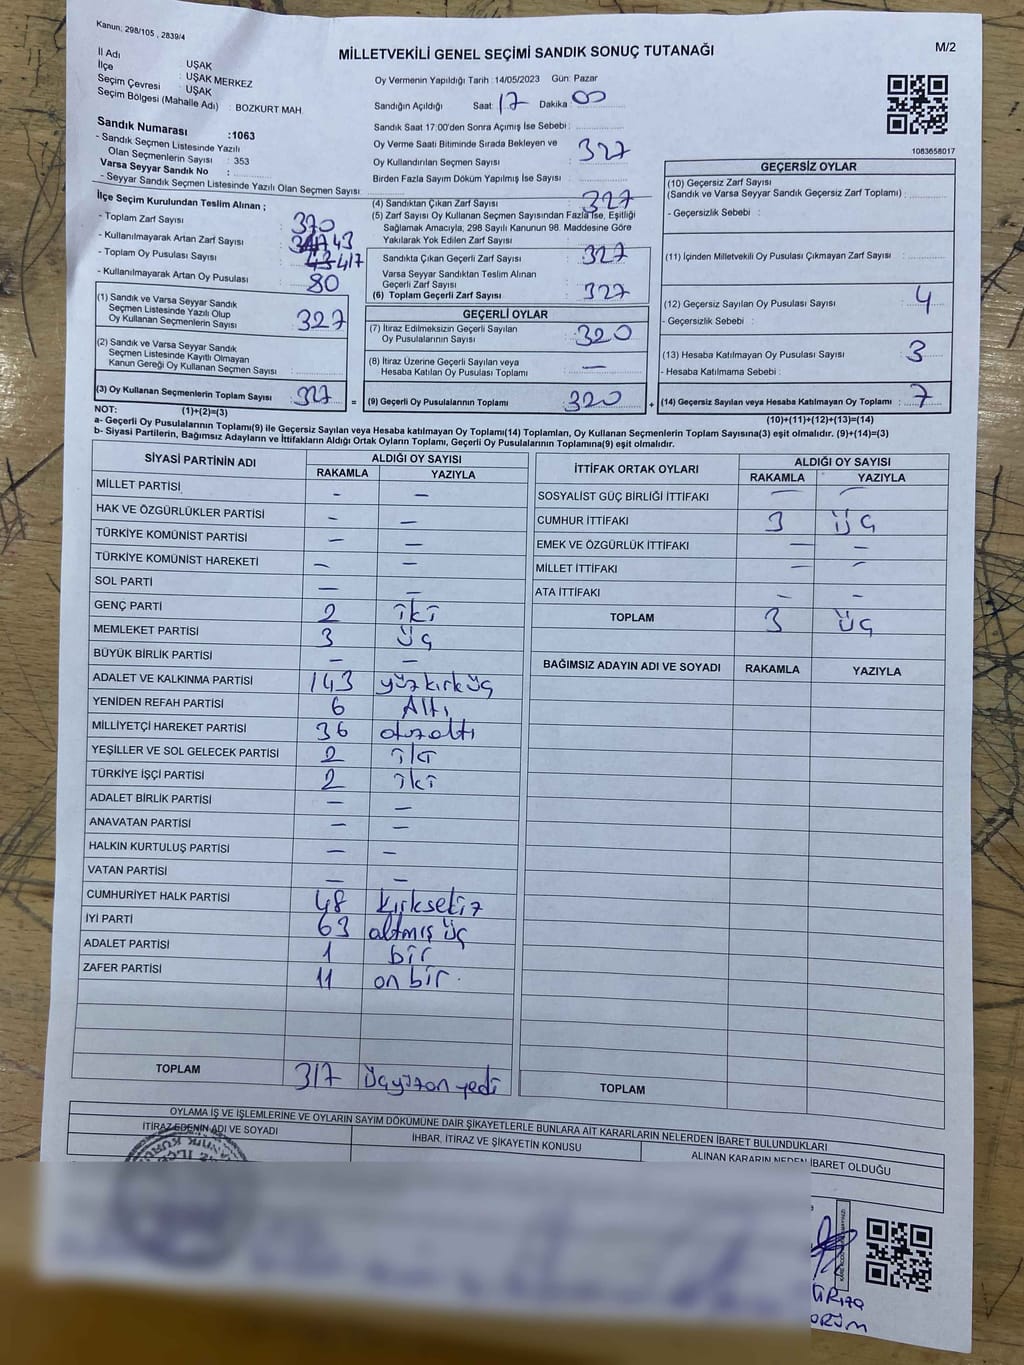 Kanun: 298/105 , 2839/4
MİLLETVEKİLİ GENEL SEÇİMİ SANDIK SONUÇ TUTANAĞI
M/2
İl Adı : UŞAK
İlçe : UŞAK MERKEZ
Seçim Çevresi : UŞAK
Seçim Bölgesi (Mahalle Adı) : BOZKURT MAH.
Sandık Numarası :1063
- Sandık Seçmen Listesinde Yazılı
Olan Seçmenlerin Sayısı : 353
Varsa Seyyar Sandık No :
- Seyyar Sandık Seçmen Listesinde Yazılı Olan Seçmen Sayısı :
Oy Vermenin Yapıldığı Tarih : 14/05/2023 Gün: Pazar
Sandığın Açıldığı Saat: 17 Dakika: 00
Sandık Saat 17:00'den Sonra Açımış İse Sebebi :
Oy Verme Saati Bitiminde Sırada Bekleyen ve
Oy Kullandırılan Seçmen Sayısı : 327
Birden Fazla Sayım Döküm Yapılmış İse Sayısı :
1083658017
İlçe Seçim Kurulundan Teslim Alınan ;
- Toplam Zarf Sayısı : 370
- Kullanılmayarak Artan Zarf Sayısı : 43
- Toplam Oy Pusulası Sayısı : 417
- Kullanılmayarak Artan Oy Pusulası : 80
(1) Sandık ve Varsa Seyyar Sandık
Seçmen Listesinde Yazılı Olup
Oy Kullanan Seçmenlerin Sayısı : 327
(2) Sandık ve Varsa Seyyar Sandık
Seçmen Listesinde Kayıtlı Olmayan
Kanun Gereği Oy Kullanan Seçmen Sayısı :
(3) Oy Kullanan Seçmenlerin Toplam Sayısı : 327 =
(4) Sandıktan Çıkan Zarf Sayısı : 327
(5) Zarf Sayısı Oy Kullanan Seçmen Sayısından Fazla İse, Eşitliği
Sağlamak Amacıyla, 298 Sayılı Kanunun 98. Maddesine Göre
Yakılarak Yok Edilen Zarf Sayısı :
Sandıkta Çıkan Geçerli Zarf Sayısı : 327
Varsa Seyyar Sandıktan Teslim Alınan
Geçerli Zarf Sayısı :
(6) Toplam Geçerli Zarf Sayısı : 327
GEÇERLİ OYLAR
(7) İtiraz Edilmeksizin Geçerli Sayılan
Oy Pusulalarının Sayısı : 320
(8) İtiraz Üzerine Geçerli Sayılan veya
Hesaba Katılan Oy Pusulası Toplamı : —
(9) Geçerli Oy Pusulalarının Toplamı : 320 +
GEÇERSİZ OYLAR
(10) Geçersiz Zarf Sayısı
(Sandık ve Varsa Seyyar Sandık Geçersiz Zarf Toplamı) :
- Geçersizlik Sebebi :
(11) İçinden Milletvekili Oy Pusulası Çıkmayan Zarf Sayısı :
(12) Geçersiz Sayılan Oy Pusulası Sayısı : 4
- Geçersizlik Sebebi :
(13) Hesaba Katılmayan Oy Pusulası Sayısı : 3
- Hesaba Katılmama Sebebi :
(14) Geçersiz Sayılan veya Hesaba Katılmayan Oy Toplamı : 7
NOT: (1)+(2)=(3)
(10)+(11)+(12)+(13)=(14)
a- Geçerli Oy Pusulalarının Toplamı(9) ile Geçersiz Sayılan veya Hesaba katılmayan Oy Toplamı(14) Toplamları, Oy Kullanan Seçmenlerin Toplam Sayısına(3) eşit olmalıdır. (9)+(14)=(3)
b- Siyasi Partilerin, Bağımsız Adayların ve İttifakların Aldığı Ortak Oyların Toplamı, Geçerli Oy Pusulalarının Toplamına(9) eşit olmalıdır.
SİYASİ PARTİNİN ADI ALDIĞI OY SAYISI
RAKAMLA YAZIYLA
MİLLET PARTİSİ - -
HAK VE ÖZGÜRLÜKLER PARTİSİ - -
TÜRKİYE KOMÜNİST PARTİSİ - -
TÜRKİYE KOMÜNİST HAREKETİ - -
SOL PARTİ - -
GENÇ PARTİ 2 iki
MEMLEKET PARTİSİ 3 üç
BÜYÜK BİRLİK PARTİSİ - -
ADALET VE KALKINMA PARTİSİ 143 yüzkırküç
YENİDEN REFAH PARTİSİ 6 Altı
MİLLİYETÇİ HAREKET PARTİSİ 36 otuzaltı
YEŞİLLER VE SOL GELECEK PARTİSİ 2 iki
TÜRKİYE İŞÇİ PARTİSİ 2 iki
ADALET BİRLİK PARTİSİ - -
ANAVATAN PARTİSİ - -
HALKIN KURTULUŞ PARTİSİ - -
VATAN PARTİSİ - -
CUMHURİYET HALK PARTİSİ 48 kırksekiz
İYİ PARTİ 63 altmış üç
ADALET PARTİSİ 1 bir
ZAFER PARTİSİ 11 on bir
TOPLAM 317 üçyüzon yedi
İTTİFAK ORTAK OYLARI ALDIĞI OY SAYISI
RAKAMLA YAZIYLA
SOSYALİST GÜÇ BİRLİĞİ İTTİFAKI - -
CUMHUR İTTİFAKI 3 üç
EMEK VE ÖZGÜRLÜK İTTİFAKI - -
MİLLET İTTİFAKI - -
ATA İTTİFAKI - -
TOPLAM 3 üç
BAĞIMSIZ ADAYIN ADI VE SOYADI RAKAMLA YAZIYLA
TOPLAM
OYLAMA İŞ VE İŞLEMLERİNE VE OYLARIN SAYIM DÖKÜMÜNE DAİR ŞİKAYETLERLE BUNLARA AİT KARARLARIN NELERDEN İBARET BULUNDUKLARI
İTİRAZ EDENİN ADI VE SOYADI
İHBAR, İTİRAZ VE ŞİKAYETİN KONUSU
ALINAN KARARIN NEDEN İBARET OLDUĞU